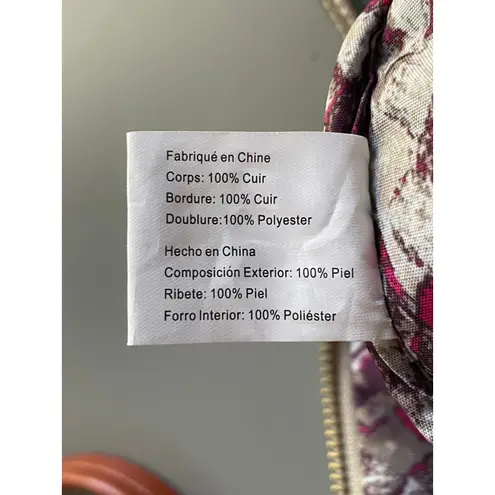 Fabriqué en Chine
Corps: 100% Cuir
Bordure: 100% Cuir
Doublure:100% Polyester
Hecho en China
Composición Exterior: 100% Piel
Ribete: 100% Piel
Forro Interior: 100% Poliéster